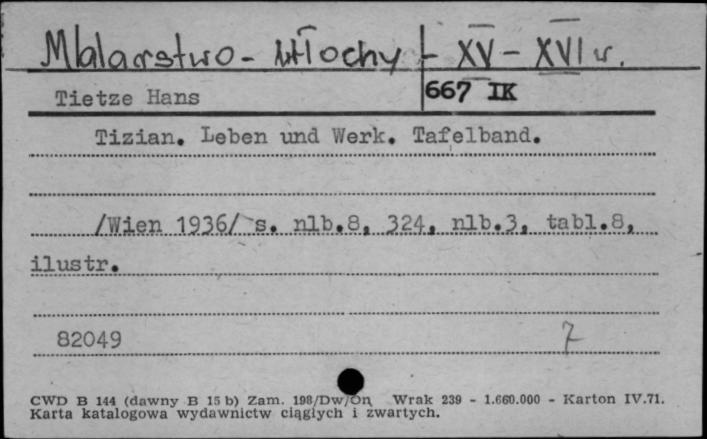 Malarstwo - Włochy - XV - XVI w.
Tietze Hans 667 IK
Tizian. Leben und Werk. Tafelband.
/Wien 1936/ s. nlb.8, 324, nlb.3, tabl.8,
ilustr.
82049 7
CWD B 144 (dawny B 15 b) Zam. 198/Dw/On Wrak 239 - 1.660.000 - Karton IV.71.
Karta katalogowa wydawnictw ciągłych i zwartych.